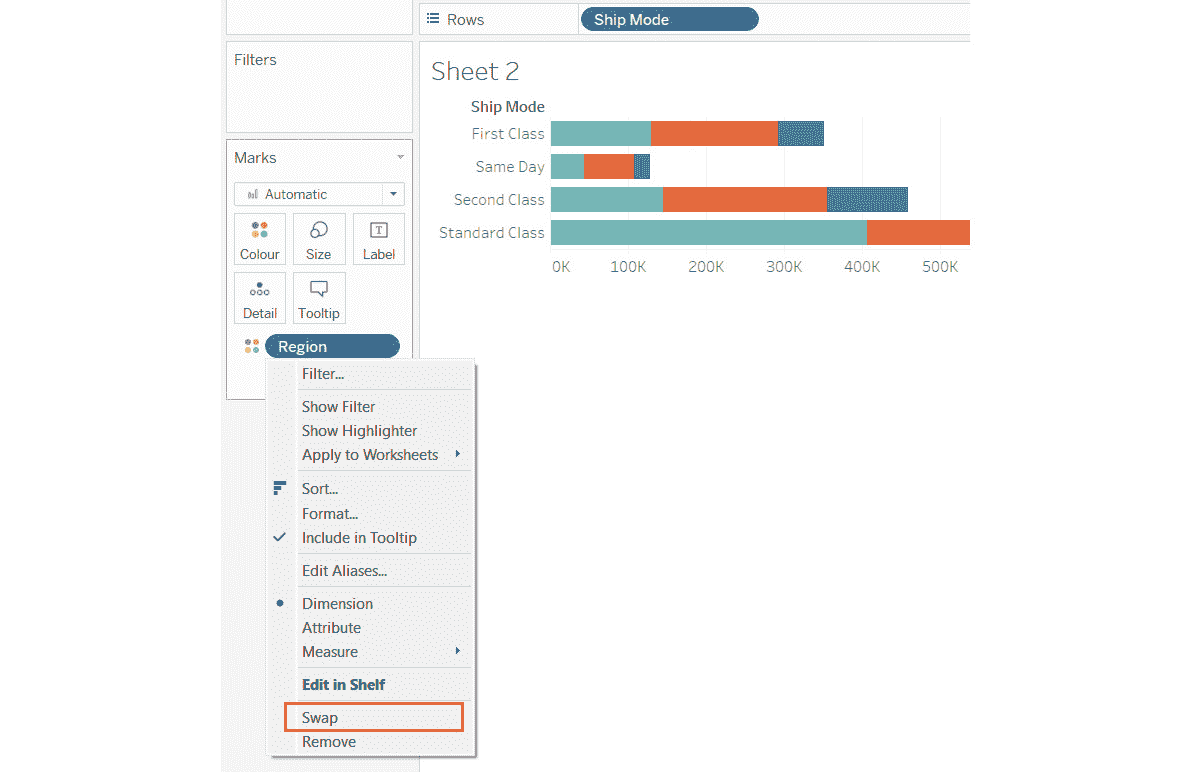 Rows
Ship Mode
Filters
Sheet 2
Ship Mode
First Class
Same Day
Second Class
Standard Class
0K 100K 200K 300K 400K 500K
Marks
Automatic
Colour Size T Label
Detail Tooltip
Region
Filter...
Show Filter
Show Highlighter
Apply to Worksheets
Sort...
Format...
Include in Tooltip
Edit Aliases...
Dimension
Attribute
Measure
Edit in Shelf
Swap
Remove